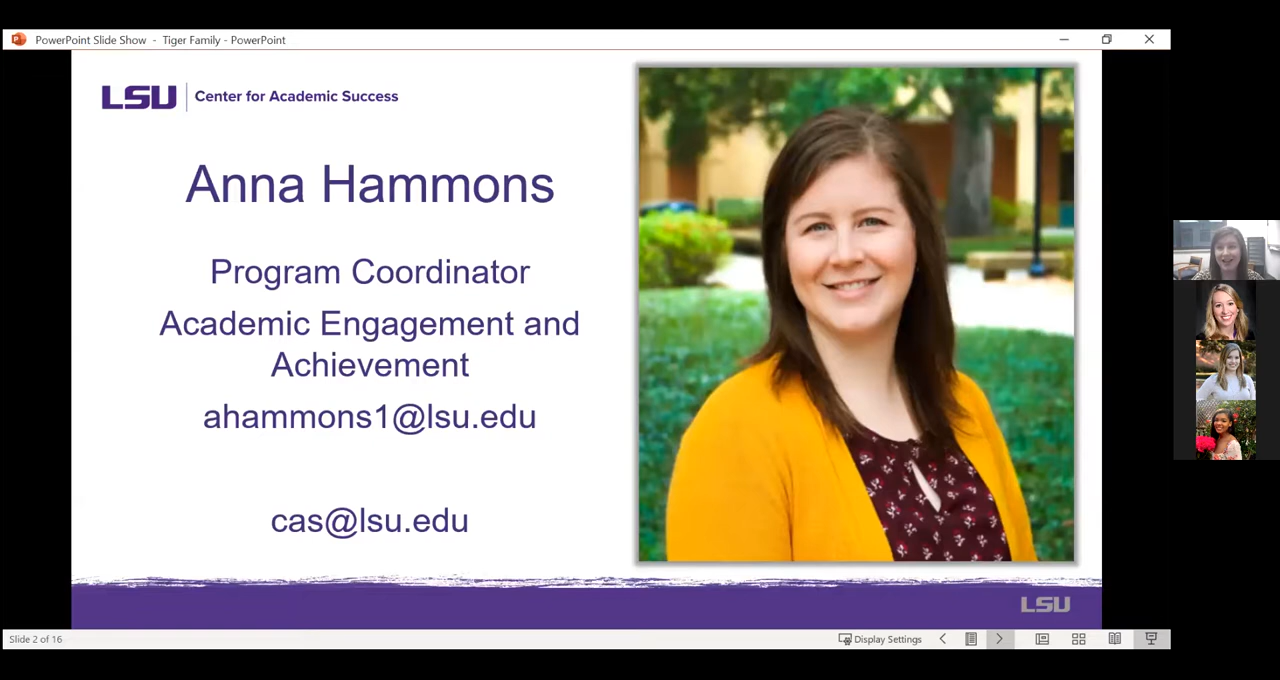 PowerPoint Slide Show - Tiger Family - PowerPoint
LSU | Center for Academic Success
Anna Hammons
Program Coordinator
Academic Engagement and
Achievement
ahammons1@lsu.edu
cas@lsu.edu
LSU
Slide 2 of 16
Display Settings